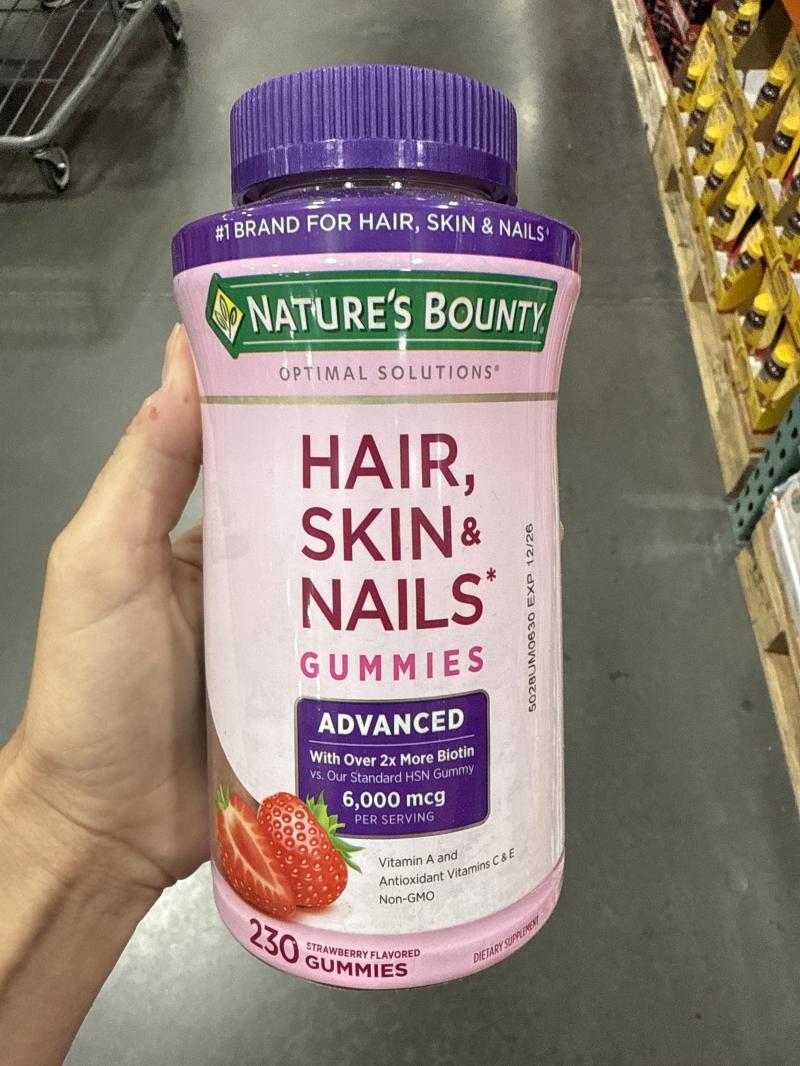 #1 BRAND FOR HAIR, SKIN & NAILS
NATURE'S BOUNTY®
OPTIMAL SOLUTIONS®
HAIR,
SKIN &
NAILS*
GUMMIES
ADVANCED
With Over 2x More Biotin
vs. Our Standard HSN Gummy
6,000 mcg
PER SERVING
Vitamin A and
Antioxidant Vitamins C & E
Non-GMO
230 STRAWBERRY FLAVORED
GUMMIES
DIETARY SUPPLEMENT
5028UM0630 EXP 12/26